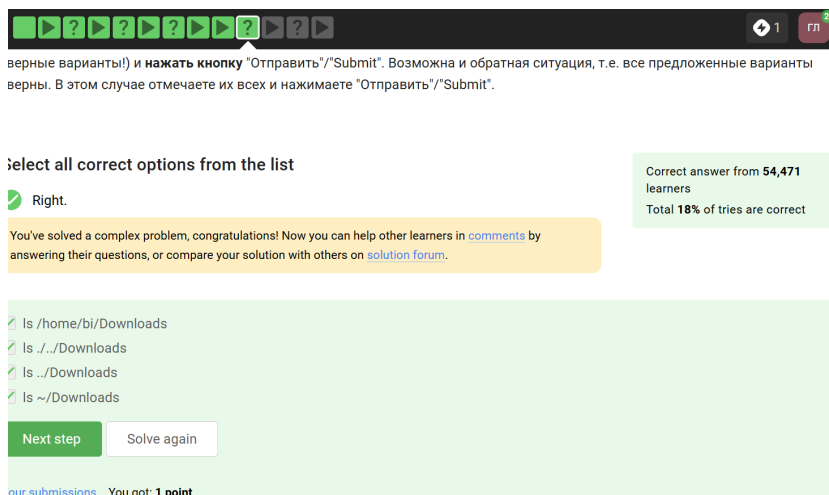 1
ГЛ
2
верные варианты!) и нажать кнопку "Отправить"/"Submit". Возможна и обратная ситуация, т.е. все предложенные варианты
верны. В этом случае отмечаете их всех и нажимаете "Отправить"/"Submit".
Select all correct options from the list
Right.
You've solved a complex problem, congratulations! Now you can help other learners in comments by
answering their questions, or compare your solution with others on solution forum.
Correct answer from 54,471
learners
Total 18% of tries are correct
ls /home/bi/Downloads
ls ./../Downloads
ls ../Downloads
ls ~/Downloads
Next step
Solve again
our submissions You got: 1 point